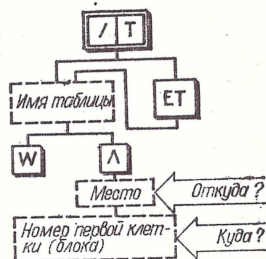 / T
Имя таблицы
ET
W
Л
Место
Откуда?
Номер первой клет-
ки (блока)
Куда?